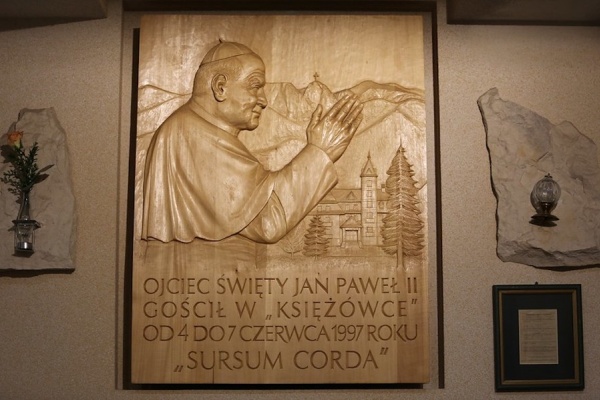 OJCIEC ŚWIĘTY JAN PAWEŁ II
GOŚCIŁ W „KSIĘŻÓWCE"
OD 4 DO 7 CZERWCA 1997 ROKU
„SURSUM CORDA"